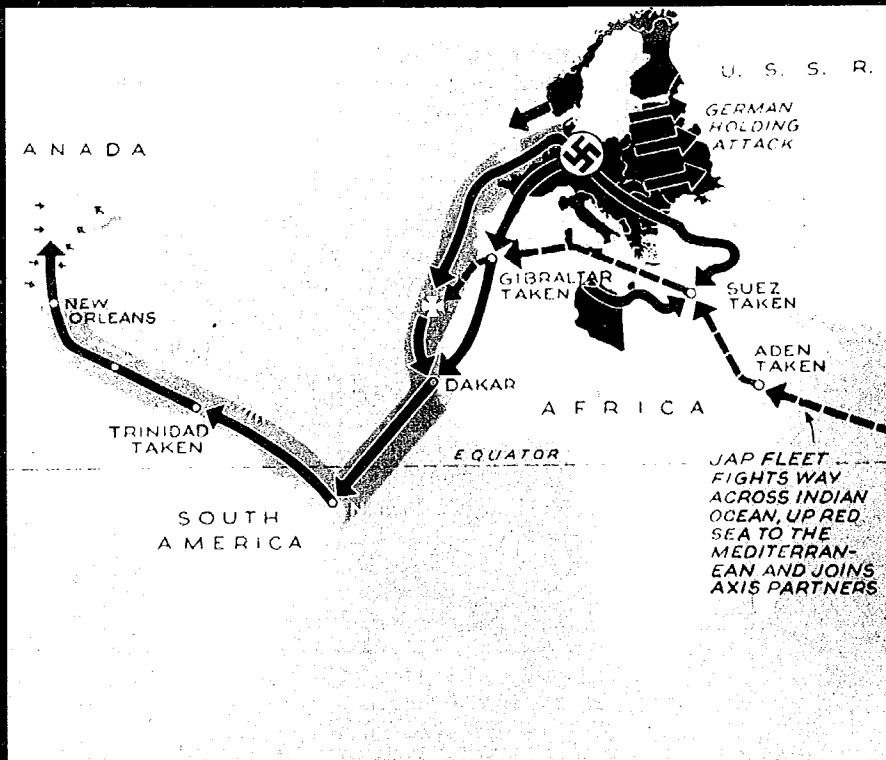 U. S. S. R.
GERMAN
HOLDING
ATTACK
ANADA
NEW
ORLEANS
GIBRALTAR
TAKEN
SUEZ
TAKEN
ADEN
TAKEN
DAKAR
AFRICA
TRINIDAD
TAKEN
EQUATOR
SOUTH
AMERICA
JAP FLEET
FIGHTS WAY
ACROSS INDIAN
OCEAN, UP RED
SEA TO THE
MEDITERRAN-
EAN AND JOINS
AXIS PARTNERS